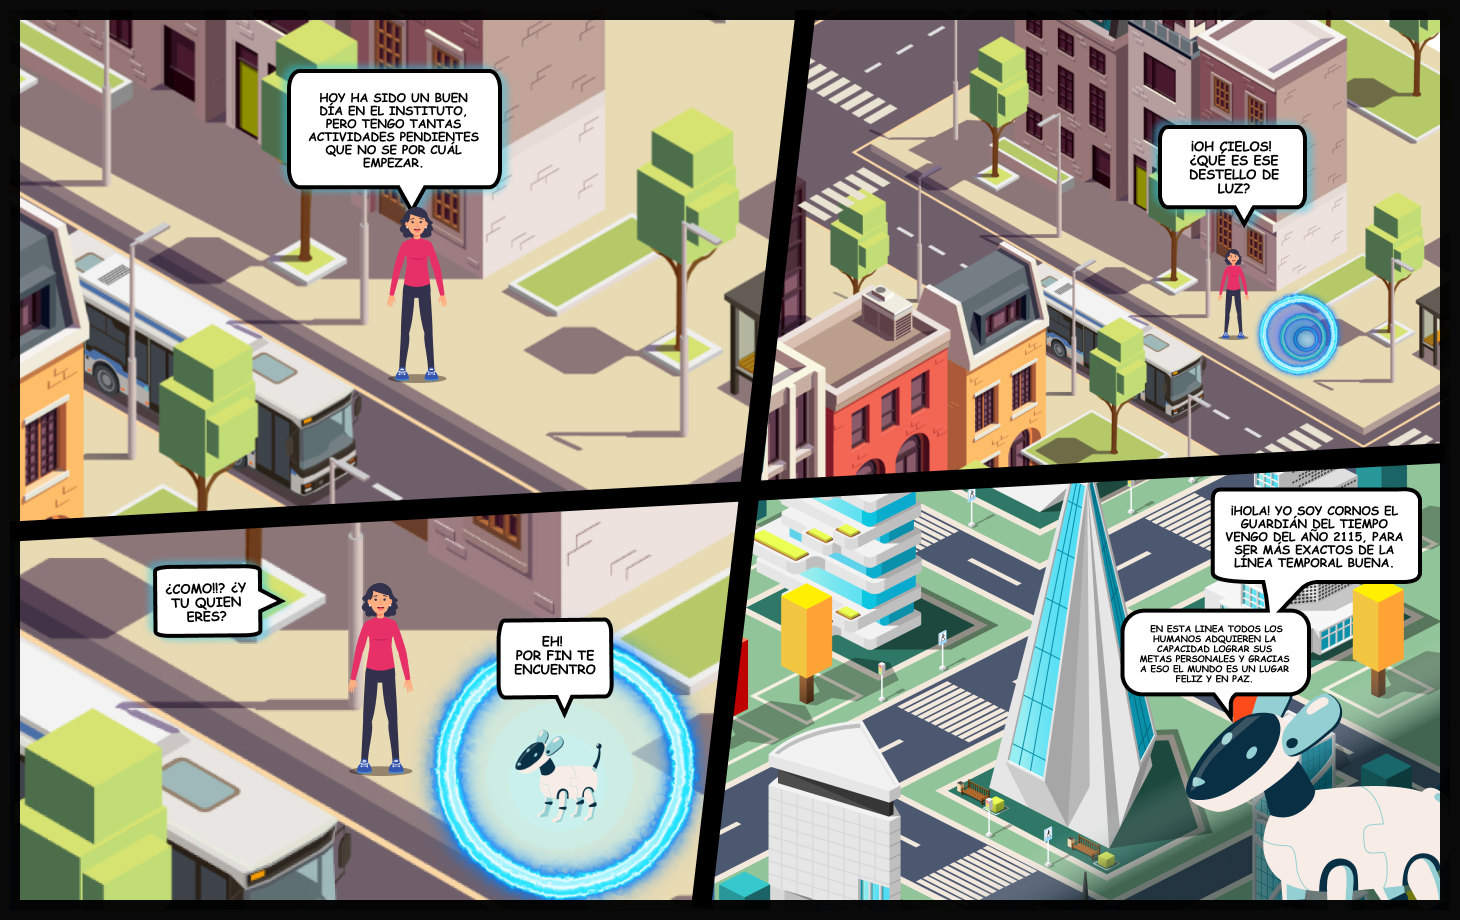 HOY HA SIDO UN BUEN
DÍA EN EL INSTITUTO,
PERO TENGO TANTAS
ACTIVIDADES PENDIENTES
QUE NO SE POR CUÁL
EMPEZAR.
¡OH CIELOS!
¿QUÉ ES ESE
DESTELLO DE
LUZ?
¿COMO!!? ¿Y
TU QUIEN
ERES?
EH!
POR FIN TE
ENCUENTRO
¡HOLA! YO SOY CORNOS EL
GUARDIÁN DEL TIEMPO
VENGO DEL AÑO 2115, PARA
SER MÁS EXACTOS DE LA
LÍNEA TEMPORAL BUENA.
EN ESTA LINEA TODOS LOS
HUMANOS ADQUIEREN LA
CAPACIDAD LOGRAR SUS
METAS PERSONALES Y GRACIAS
A ESO EL MUNDO ES UN LUGAR
FELIZ Y EN PAZ.